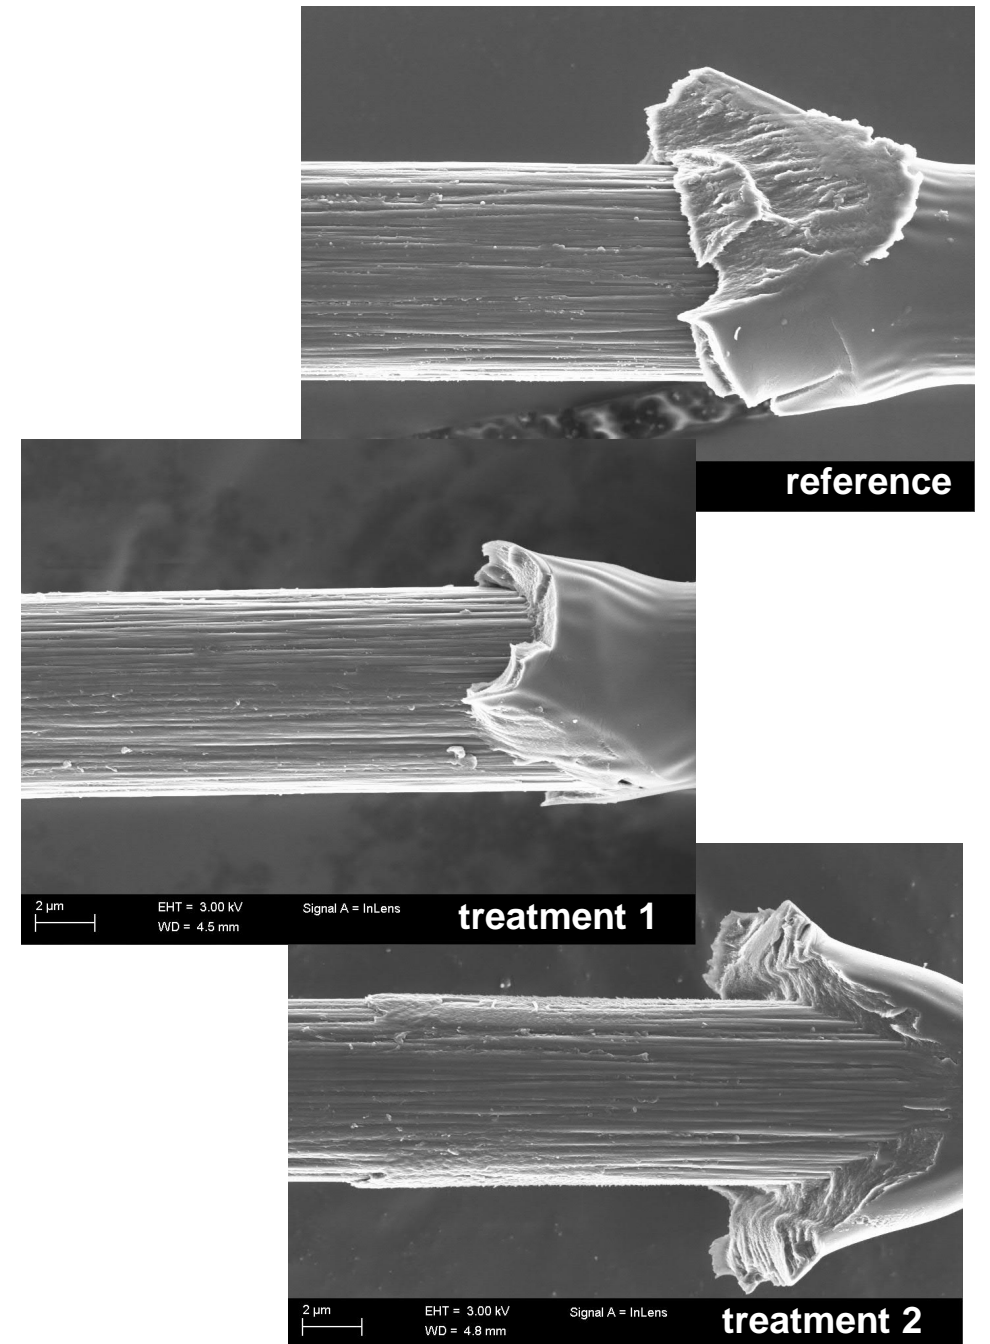 reference
2 µm
EHT = 3.00 kV
Signal A = InLens
WD = 4.5 mm
treatment 1
2 µm
EHT = 3.00 kV
Signal A = InLens
WD = 4.8 mm
treatment 2